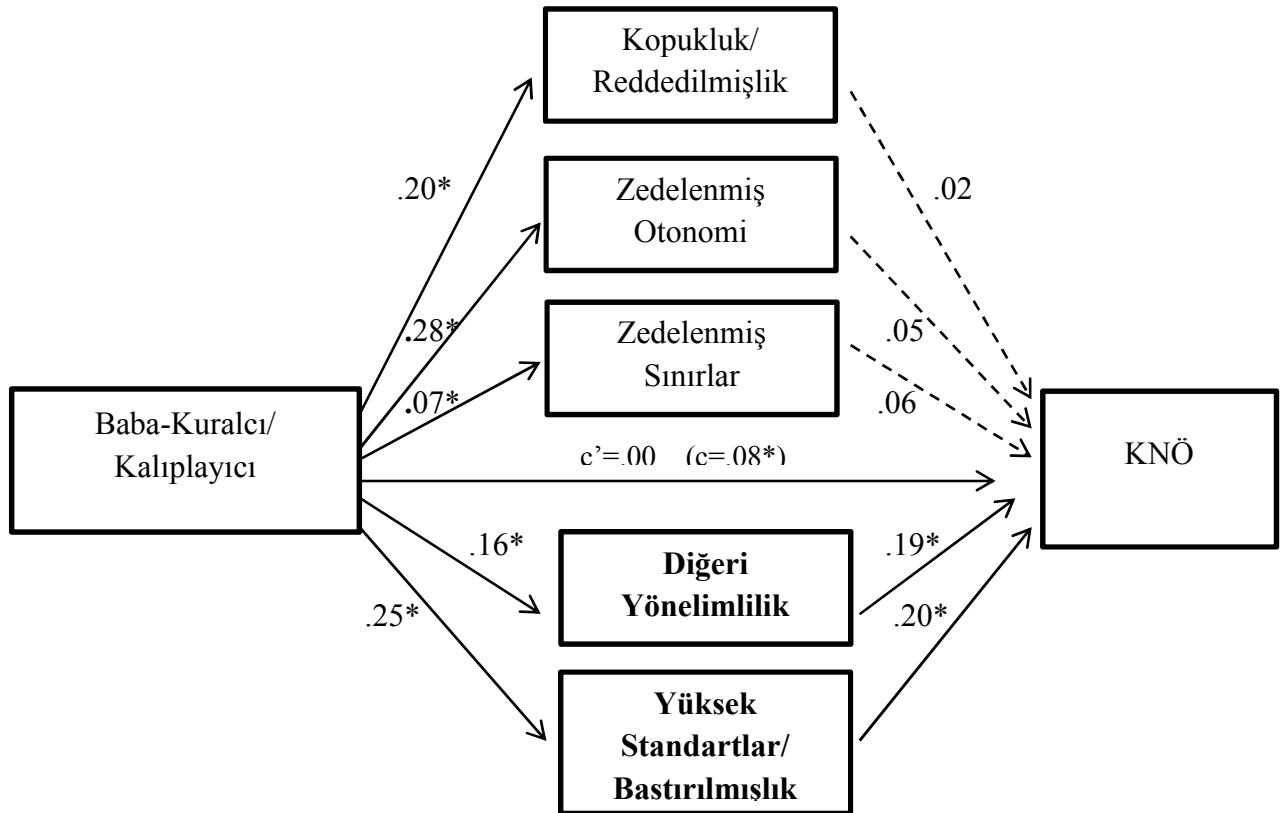 Kopukluk/
Reddedilmişlik
.20*
.02
Zedelenmiş
Otonomi
.28*
.05
Zedelenmiş
Sınırlar
.07*
.06
Baba-Kuralcı/
Kalıplayıcı
c'=.00 (c=.08*)
KNÖ
.16*
.19*
Diğeri
Yönelimlilik
.25*
.20*
Yüksek
Standartlar/
Bastırılmışlık